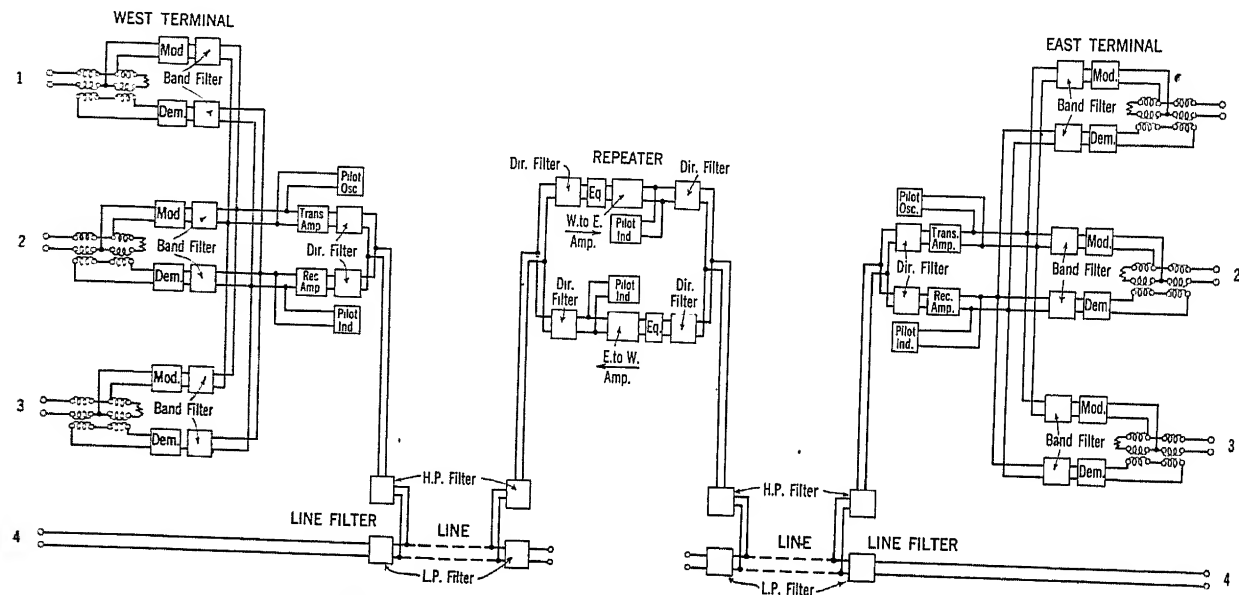 WEST TERMINAL
1
Mod
Band Filter
Dem.
2
Mod
Band Filter
Dem.
Pilot
Osc.
Trans
Amp
Dir. Filter
Rec
Amp
Pilot
Ind
3
Mod.
Band Filter
Dem.
H.P. Filter
4
LINE FILTER
LINE
L.P. Filter
REPEATER
Dir. Filter
Dir. Filter
Eq
W. to E.
Amp.
Pilot
Ind
Dir.
Filter
Pilot
Ind
Dir.
Filter
Eq.
E. to W.
Amp.
EAST TERMINAL
Mod.
Band Filter
Dem.
Pilot
Osc.
Trans.
Amp.
Dir. Filter
Rec.
Amp.
Pilot
Ind.
Mod.
Band Filter
Dem.
2
Mod.
Band Filter
Dem.
3
H.P. Filter
LINE
LINE FILTER
L.P. Filter
4